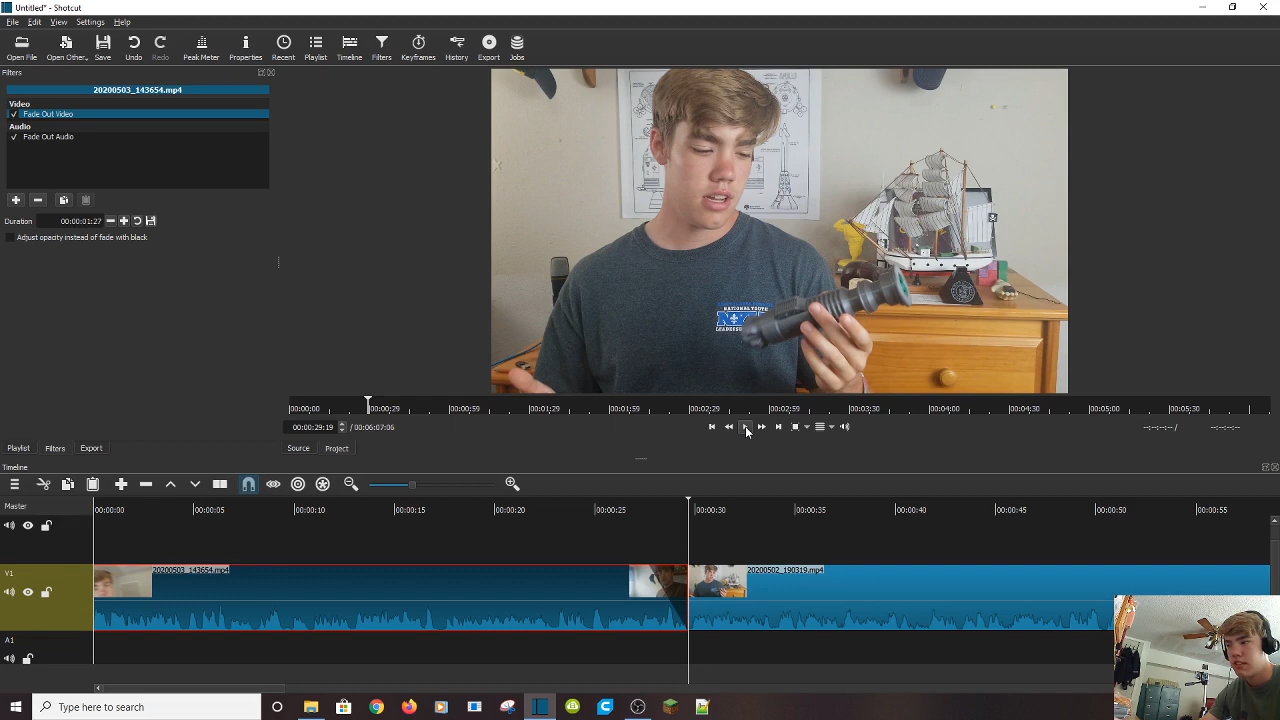 Untitled* - Shotcut
File Edit View Settings Help
Open File Open Other... Save Undo Redo Peak Meter Properties Recent Playlist Timeline Filters Keyframes History Export Jobs
Filters
20200503_143654.mp4
Video
Fade Out Video
Audio
Fade Out Audio
Duration 00:00:01:27
Adjust opacity instead of fade with black
NATIONAL YOUTH
00:00:00 00:00:29 00:00:59 00:01:29 00:01:59 00:02:29 00:02:59 00:03:30 00:04:00 00:04:30 00:05:00 00:05:30
00:00:29:19 / 00:06:07:06
--:--:--:-- / --:--:--:--
Playlist Filters Export
Source Project
Timeline
Master
00:00:00 00:00:05 00:00:10 00:00:15 00:00:20 00:00:25 00:00:30 00:00:35 00:00:40 00:00:45 00:00:50 00:00:55
V1
20200503_143654.mp4 20200502_190319.mp4
A1
Type here to search